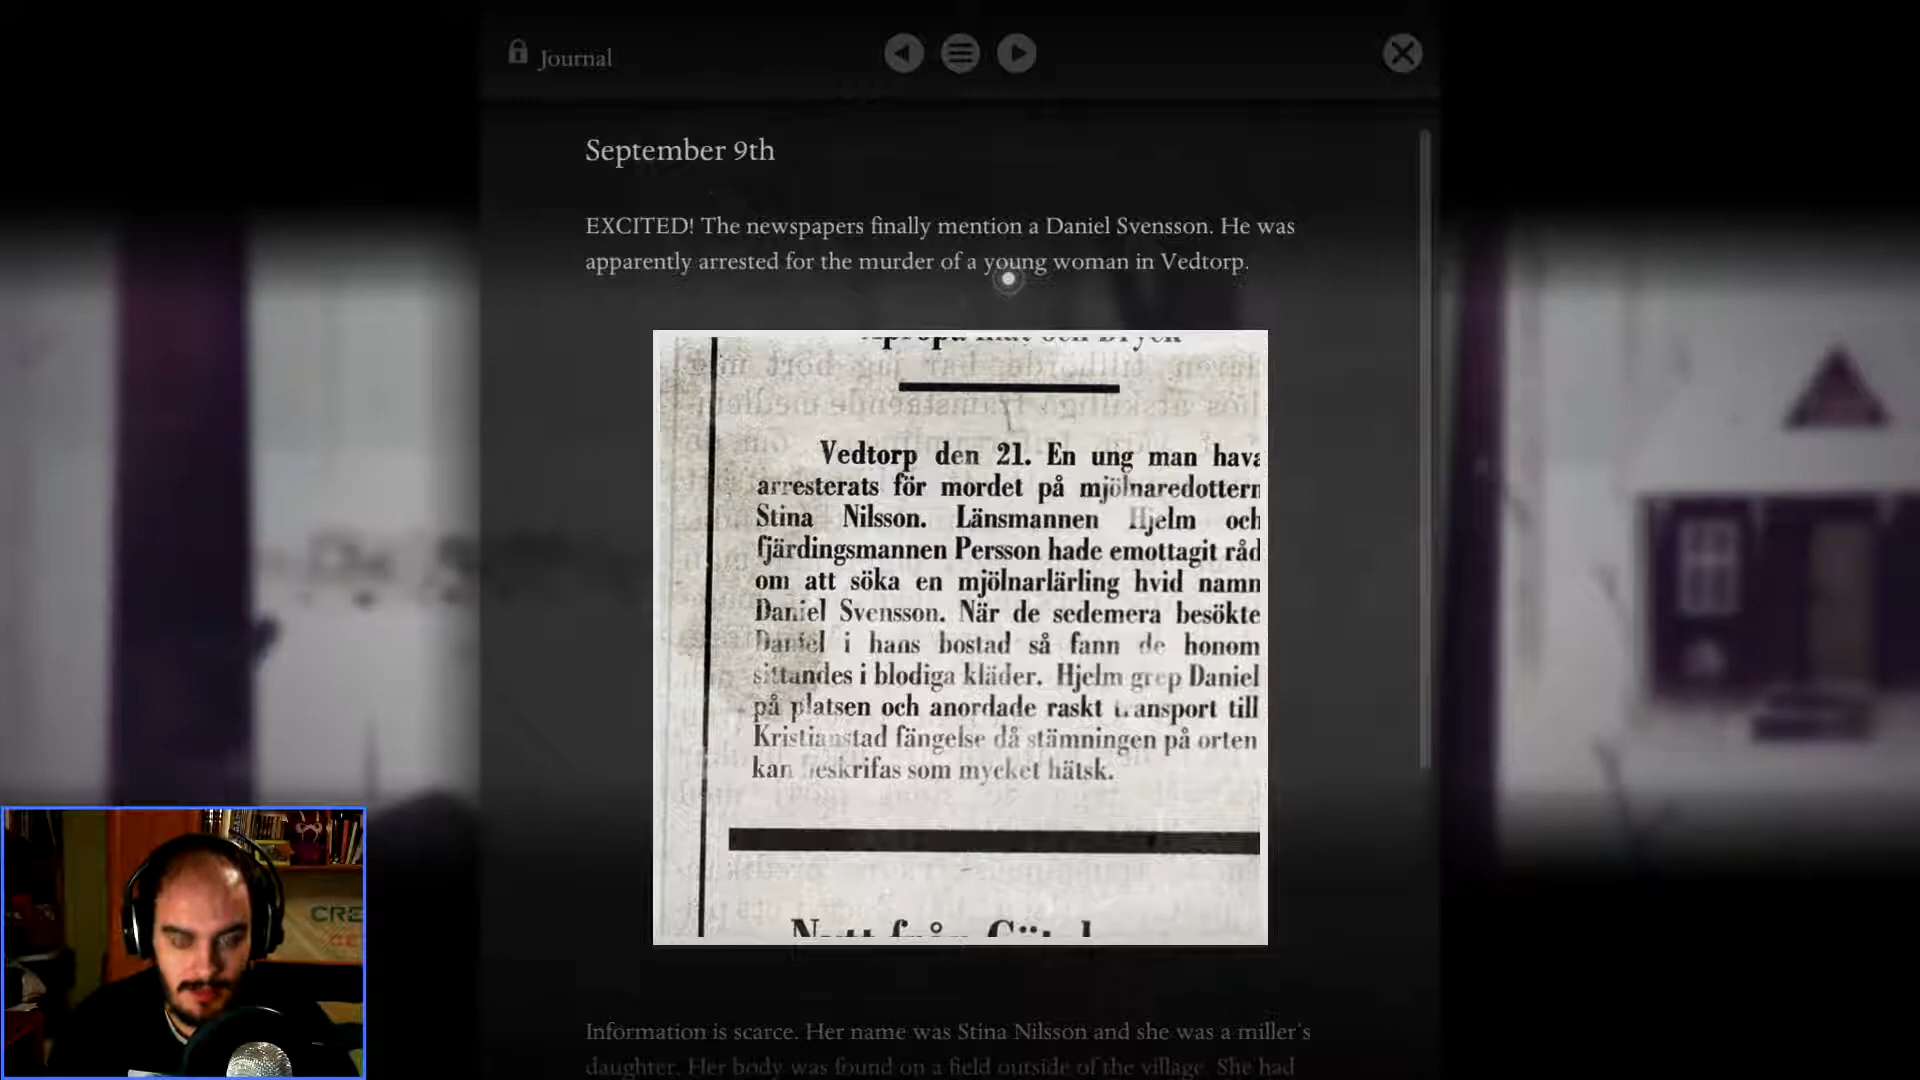 Journal
September 9th
EXCITED! The newspapers finally mention a Daniel Svensson. He was
apparently arrested for the murder of a young woman in Vedtorp.
Vedtorp den 21. En ung man hava
arresterats för mordet på mjölnaredottern
Stina Nilsson. Länsmannen Hjelm och
fjärdingsmannen Persson hade emottagit råd
om att söka en mjölnarlärling hvid namn
Daniel Svensson. När de sedemera besökte
Daniel i hans bostad så fann de honom
sittandes i blodiga kläder. Hjelm grep Daniel
på platsen och anordade raskt transport till
Kristianstad fängelse då stämningen på orten
kan beskrifas som mycket hätsk.
Information is scarce. Her name was Stina Nilsson and she was a miller's
daughter. Her body was found on a field outside of the village. She had
CRE